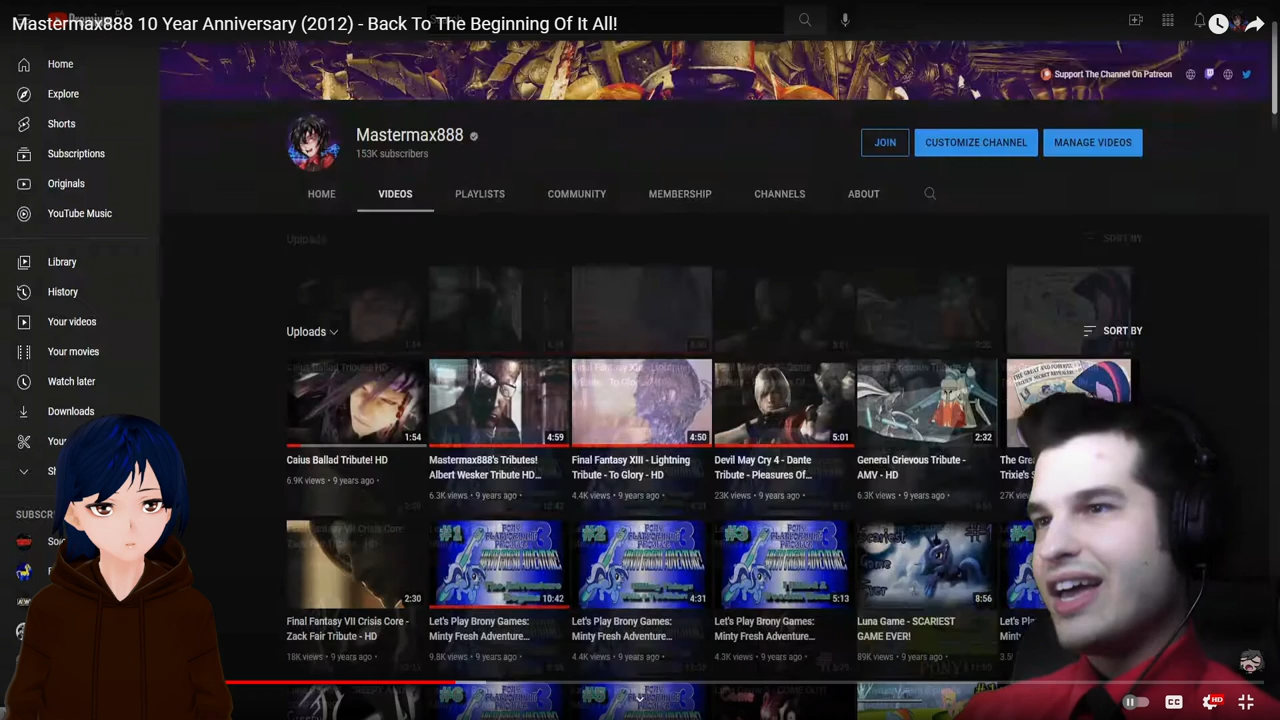 Mastermax888 10 Year Anniversary (2012) - Back To The Beginning Of It All!
Home
Explore
Shorts
Subscriptions
Originals
YouTube Music
Library
History
Your videos
Your movies
Watch later
Downloads
Support The Channel On Patreon
Mastermax888
153K subscribers
JOIN
CUSTOMIZE CHANNEL
MANAGE VIDEOS
HOME
VIDEOS
PLAYLISTS
COMMUNITY
MEMBERSHIP
CHANNELS
ABOUT
Uploads
SORT BY
Uploads
SORT BY
1:54
4:59
4:50
5:01
2:32
Caius Ballad Tribute! HD
6.9K views • 9 years ago •
Mastermax888's Tributes!
Albert Wesker Tribute HD...
6.3K views • 9 years ago •
Final Fantasy XIII - Lightning
Tribute - To Glory - HD
4.4K views • 9 years ago •
Devil May Cry 4 - Dante
Tribute - Pleasures Of...
23K views • 9 years ago •
General Grievous Tribute -
AMV - HD
6.3K views • 9 years ago •
#1
#2
#3
2:30
10:42
4:31
5:13
8:56
Final Fantasy VII Crisis Core -
Zack Fair Tribute - HD
18K views • 9 years ago •
Let's Play Brony Games:
Minty Fresh Adventure...
9.8K views • 9 years ago •
Let's Play Brony Games:
Minty Fresh Adventure...
4.4K views • 9 years ago •
Let's Play Brony Games:
Minty Fresh Adventure...
4.3K views • 9 years ago •
Luna Game - SCARIEST
GAME EVER!
89K views • 9 years ago •
CC
HD